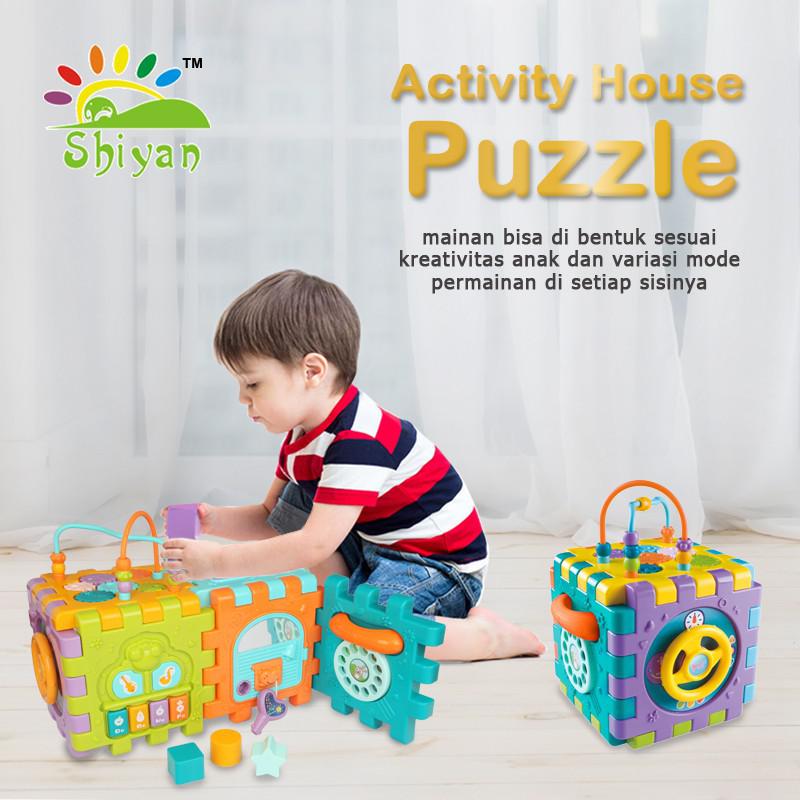 TM
Shiyan
Activity House
Puzzle
mainan bisa di bentuk sesuai
kreativitas anak dan variasi mode
permainan di setiap sisinya